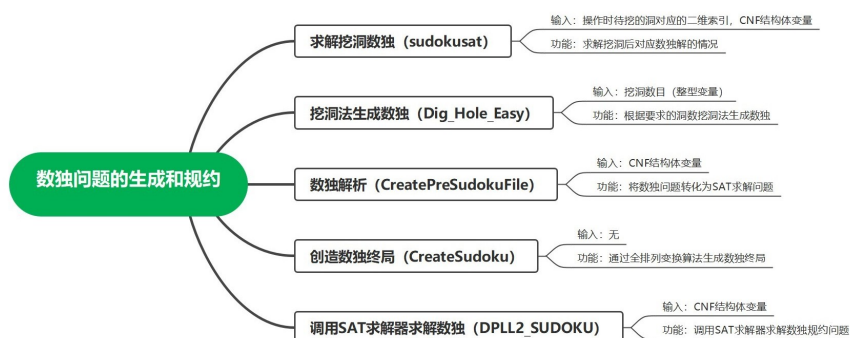 数独问题的生成和规约
求解挖洞数独（sudokusat）
输入：操作时待挖的洞对应的二维索引，CNF结构体变量
功能：求解挖洞后对应数独解的情况
挖洞法生成数独（Dig_Hole_Easy）
输入：挖洞数目（整型变量）
功能：根据要求的洞数挖洞法生成数独
数独解析（CreatePreSudokuFile）
输入：CNF结构体变量
功能：将数独问题转化为SAT求解问题
创造数独终局（CreateSudoku）
输入：无
功能：通过全排列变换算法生成数独终局
调用SAT求解器求解数独（DPLL2_SUDOKU）
输入：CNF结构体变量
功能：调用SAT求解器求解数独规约问题